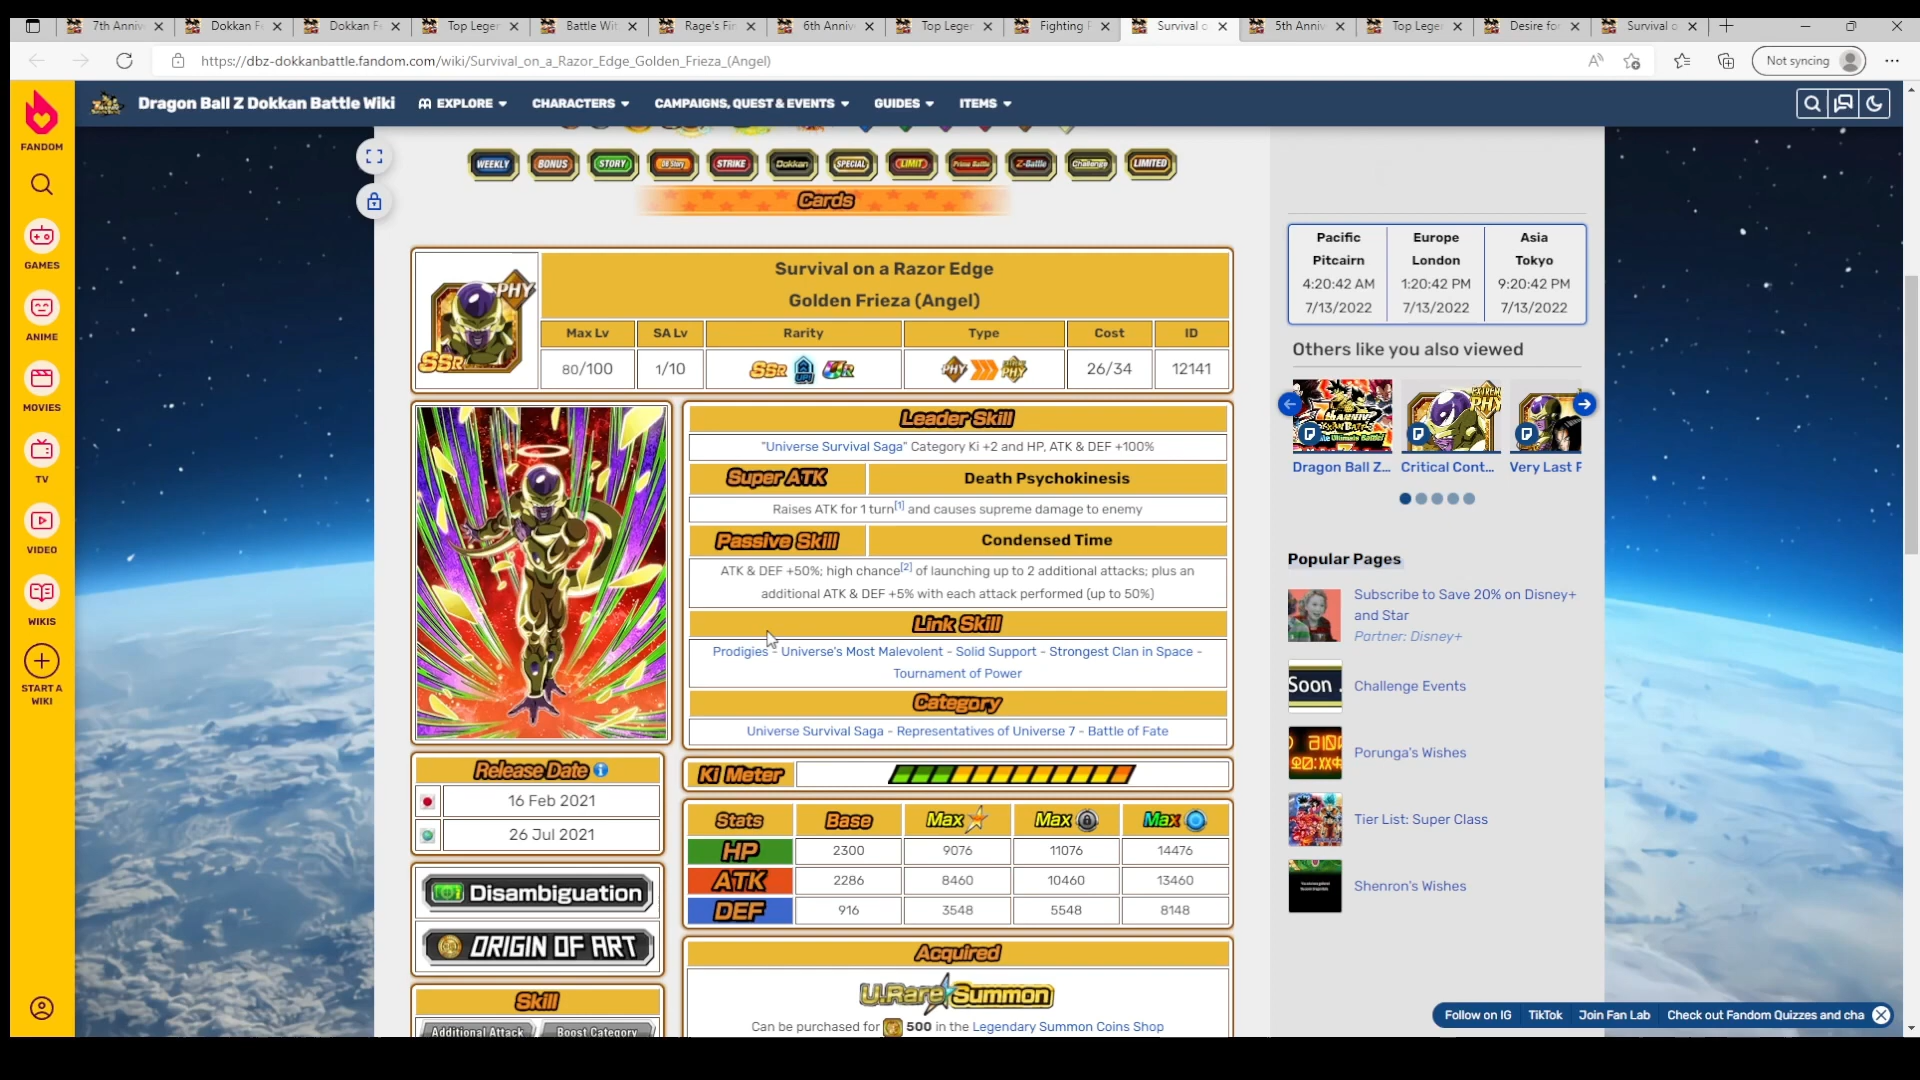 7th Anniv
Dokkan F
Dokkan F
Top Leger
Battle Wit
Rage's Fi
6th Anniv
Top Leger
Fighting
Survival o
5th Anniv
Top Lege
Desire fo
Survival o
https://dbz-dokkanbattle.fandom.com/wiki/Survival_on_a_Razor_Edge_Golden_Frieza_(Angel)
Not syncing
FANDOM
GAMES
ANIME
MOVIES
TV
VIDEO
WIKIS
START A
WIKI
Dragon Ball Z Dokkan Battle Wiki
EXPLORE
CHARACTERS
CAMPAIGNS, QUEST & EVENTS
GUIDES
ITEMS
WEEKLY
BONUS
STORY
DB Story
STRIKE
Dokkan
SPECIAL
LIMIT
Prime Battle
Z-Battle
Challenge
LIMITED
Cards
PHY
SSR
Survival on a Razor Edge
Golden Frieza (Angel)
Max Lv SA Lv Rarity Type Cost ID
80/100 1/10 SSR UP! UR PHY PHY 26/34 12141
Leader Skill
"Universe Survival Saga" Category Ki +2 and HP, ATK & DEF +100%
Super ATK Death Psychokinesis
Raises ATK for 1 turn[1] and causes supreme damage to enemy
Passive Skill Condensed Time
ATK & DEF +50%; high chance[2] of launching up to 2 additional attacks; plus an
additional ATK & DEF +5% with each attack performed (up to 50%)
Link Skill
Prodigies - Universe's Most Malevolent - Solid Support - Strongest Clan in Space -
Tournament of Power
Category
Universe Survival Saga - Representatives of Universe 7 - Battle of Fate
Ki Meter
Stats Base Max Max Max
HP 2300 9076 11076 14476
ATK 2286 8460 10460 13460
DEF 916 3548 5548 8148
Acquired
U.Rare Summon
Can be purchased for 500 in the Legendary Summon Coins Shop
Release Date
16 Feb 2021
26 Jul 2021
Disambiguation
ORIGIN OF ART
Skill
Additional Attack
Boost Category
Pacific Europe Asia
Pitcairn London Tokyo
4:20:42 AM 1:20:42 PM 9:20:42 PM
7/13/2022 7/13/2022 7/13/2022
Others like you also viewed
Dragon Ball Z...
Critical Cont...
Very Last F
Popular Pages
Subscribe to Save 20% on Disney+
and Star
Partner: Disney+
Soon .
Challenge Events
Porunga's Wishes
Tier List: Super Class
Shenron's Wishes
Follow on IG
TikTok
Join Fan Lab
Check out Fandom Quizzes and cha